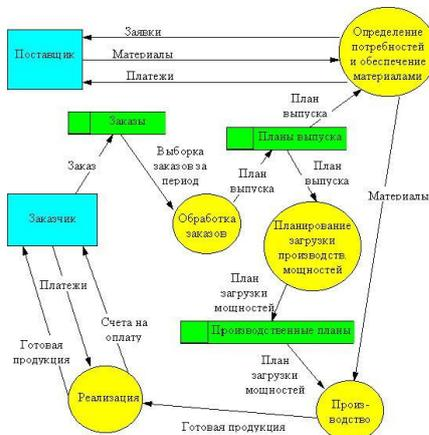 Заявки
Определение
потребностей
и обеспечение
материалами
Поставщик
Материалы
Платежи
План
выпуска
Заказы
Планы выпуска
Заказ
Выборка
заказов за
период
План
выпуска
План
выпуска
Материалы
Заказчик
Обработка
заказов
Планирование
загрузки
производств.
мощностей
Платежи
План
загрузки
мощностей
Счета на
оплату
Производственные планы
Готовая
продукция
План
загрузки
мощностей
Реализация
Произ-
водство
Готовая продукция